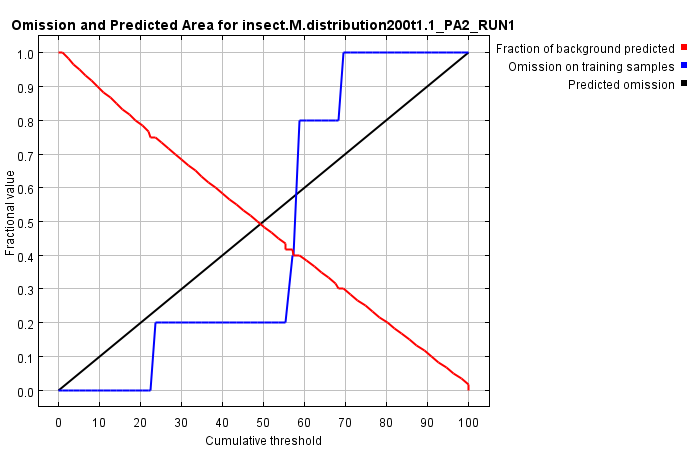 Omission and Predicted Area for insect.M.distribution200t1.1_PA2_RUN1
Fraction of background predicted
Omission on training samples
Predicted omission
Fractional value
1.0
0.9
0.8
0.7
0.6
0.5
0.4
0.3
0.2
0.1
0.0
0 10 20 30 40 50 60 70 80 90 100
Cumulative threshold